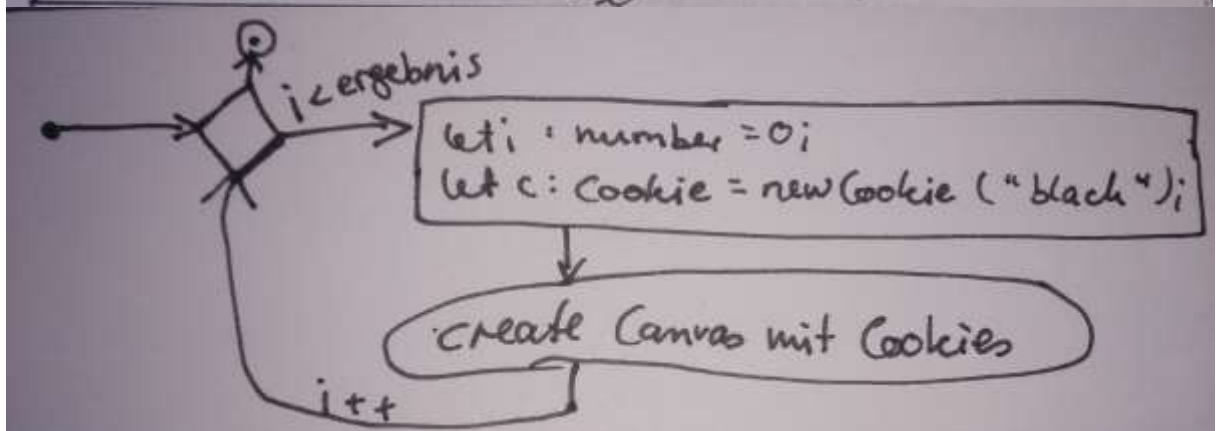 i < ergebnis
let i : number = 0;
let c : Cookie = new Cookie ("black");
create Canvas mit Cookies
i++